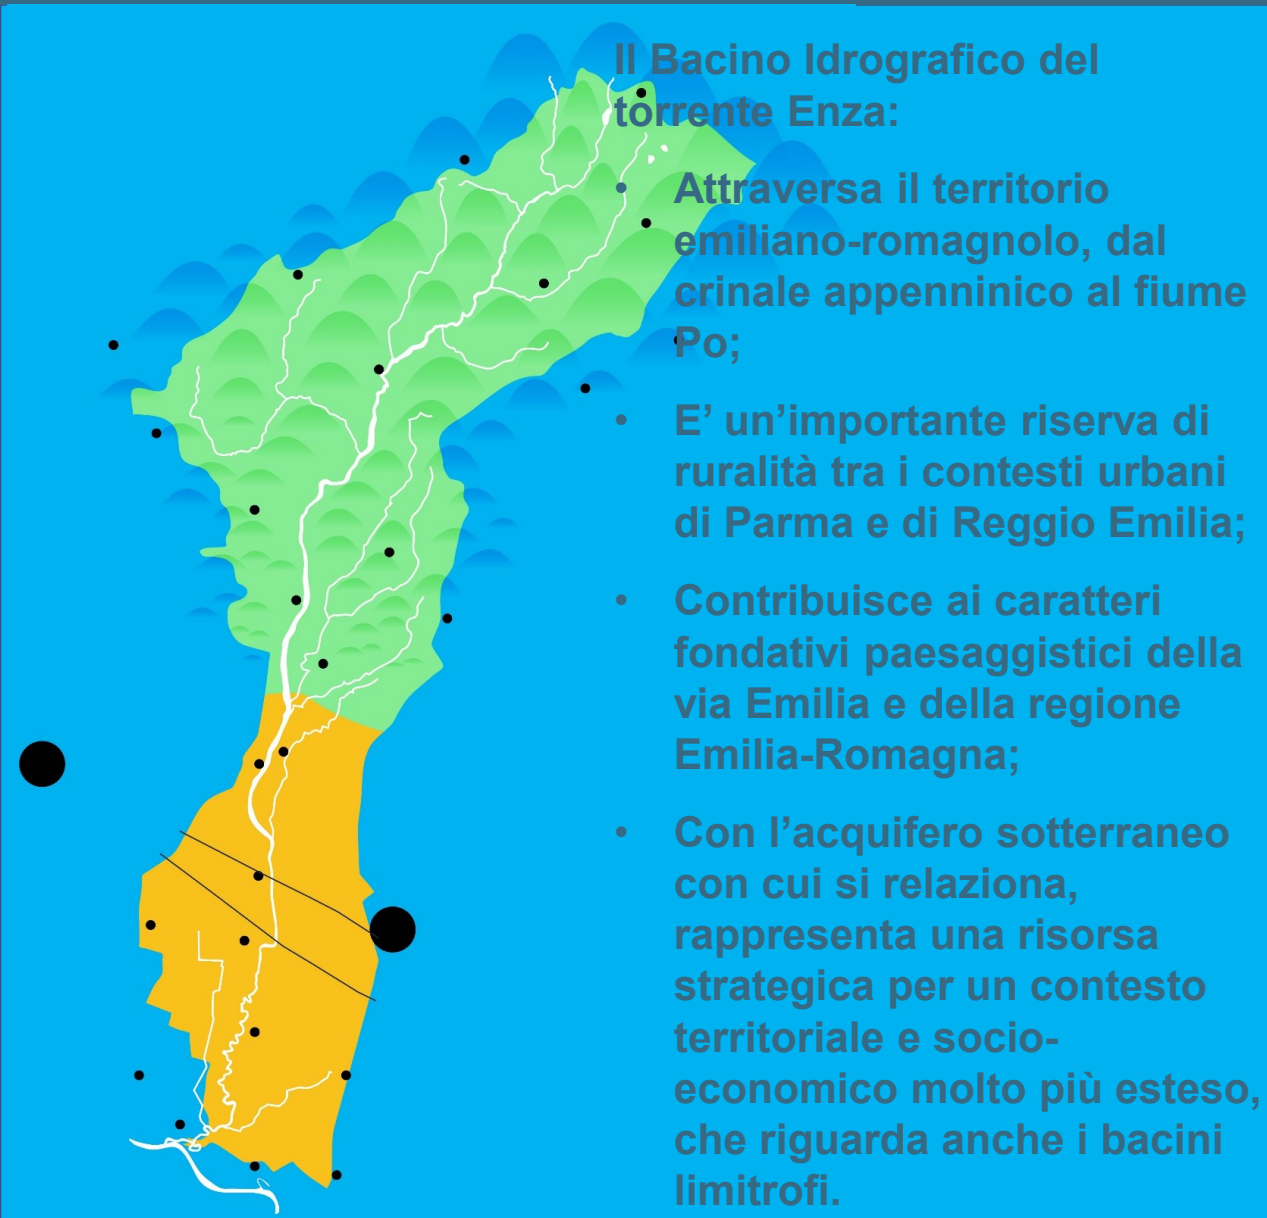 Il Bacino Idrografico del
torrente Enza:
• Attraversa il territorio
emiliano-romagnolo, dal
crinale appenninico al fiume
Po;
• E’ un’importante riserva di
ruralità tra i contesti urbani
di Parma e di Reggio Emilia;
• Contribuisce ai caratteri
fondativi paesaggistici della
via Emilia e della regione
Emilia-Romagna;
• Con l’acquifero sotterraneo
con cui si relaziona,
rappresenta una risorsa
strategica per un contesto
territoriale e socio-
economico molto più esteso,
che riguarda anche i bacini
limitrofi.